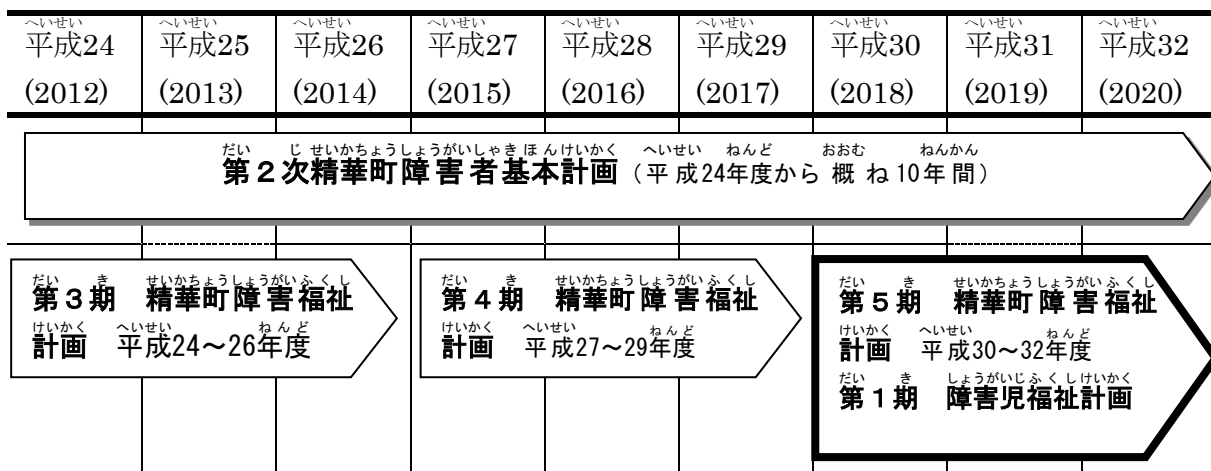 へいせい へいせい へいせい へいせい へいせい へいせい へいせい へいせい へいせい
平成24 平成25 平成26 平成27 平成28 平成29 平成30 平成31 平成32
(2012) (2013) (2014) (2015) (2016) (2017) (2018) (2019) (2020)
だい じ せいかちょうしょうがいしゃきほんけいかく へいせい ねんど おおむ ねんかん
第2次精華町障害者基本計画（平成24年度から概ね10年間）
だい き せいかちょうしょうがいふくし
第3期 精華町障害福祉
けいかく へいせい ねんど
計画 平成24～26年度
だい き せいかちょうしょうがいふくし
第4期 精華町障害福祉
けいかく へいせい ねんど
計画 平成27～29年度
だい き せいかちょうしょうがいふくし
第5期 精華町障害福祉
けいかく へいせい ねんど
計画 平成30～32年度
だい き しょうがいじふくしけいかく
第1期 障害児福祉計画